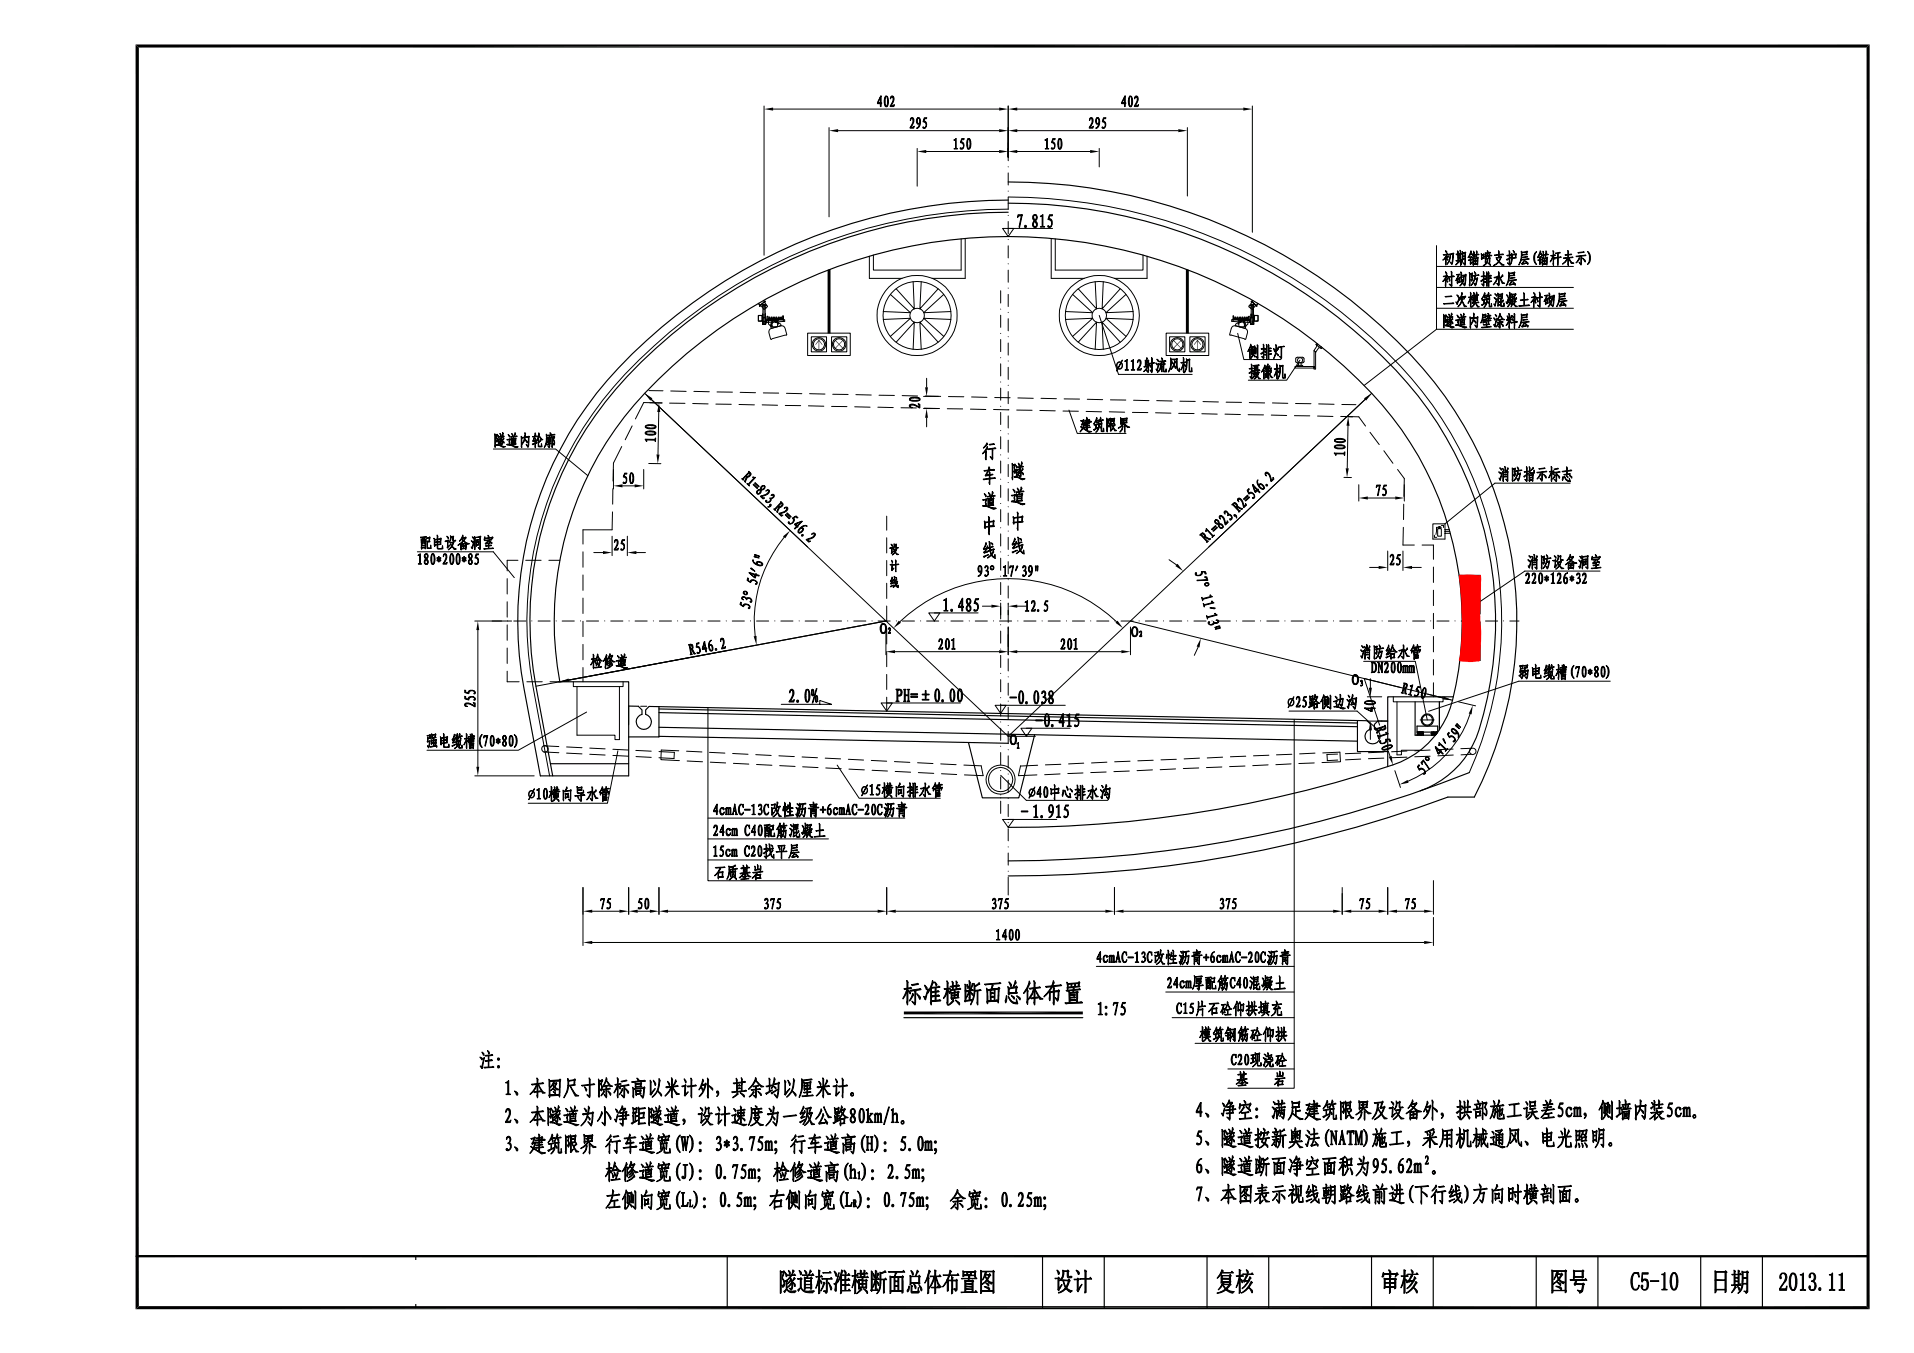 402 402
295 295
150 150
7.815
初期锚喷支护层(锚杆未示)
衬砌防排水层
二次模筑混凝土衬砌层
隧道内壁涂料层
侧排灯
摄像机
ø112射流风机
20
建筑限界
隧道内轮廓
100 100
行车道中线
隧道中线
50 75
消防指示标志
R1=823,R2=546.2
R1=823,R2=546.2
配电设备洞室
180*200*85
25 25
设计线
消防设备洞室
220*126*32
53° 54'6"
93° 17'39"
57° 11'13"
1.485
12.5
O₂ O₂
201 201
R546.2
检修道
消防给水管
DN200mm
弱电缆槽(70*80)
O₃
R150
255
2.0%
PH=±0.00
-0.038
ø25路侧边沟
40
-0.415
R150
57° 41'59"
强电缆槽(70*80)
O₁
ø10横向导水管
ø15横向排水管
ø40中心排水沟
-1.915
4cmAC-13C改性沥青+6cmAC-20C沥青
24cm C40配筋混凝土
15cm C20找平层
石质基岩
75 50 375 375 375 75 75
1400
4cmAC-13C改性沥青+6cmAC-20C沥青
24cm厚配筋C40混凝土
C15片石砼仰拱填充
模筑钢筋砼仰拱
C20现浇砼
基 岩
标准横断面总体布置 1:75
注:
1、本图尺寸除标高以米计外，其余均以厘米计。
2、本隧道为小净距隧道，设计速度为一级公路80km/h。
3、建筑限界 行车道宽(W): 3*3.75m; 行车道高(H): 5.0m;
检修道宽(J): 0.75m; 检修道高(h₁): 2.5m;
左侧向宽(Lʟ): 0.5m; 右侧向宽(Lʀ): 0.75m; 余宽: 0.25m;
4、净空: 满足建筑限界及设备外，拱部施工误差5cm，侧墙内装5cm。
5、隧道按新奥法(NATM)施工，采用机械通风、电光照明。
6、隧道断面净空面积为95.62m²。
7、本图表示视线朝路线前进(下行线)方向时横剖面。
隧道标准横断面总体布置图 设计 复核 审核 图号 C5-10 日期 2013.11